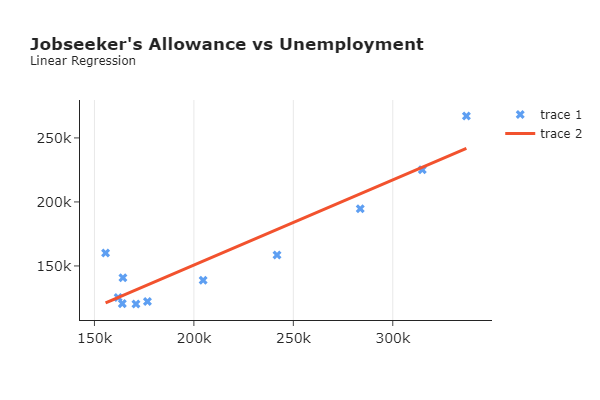 Jobseeker's Allowance vs Unemployment
Linear Regression
trace 1
trace 2
250k
200k
150k
150k 200k 250k 300k